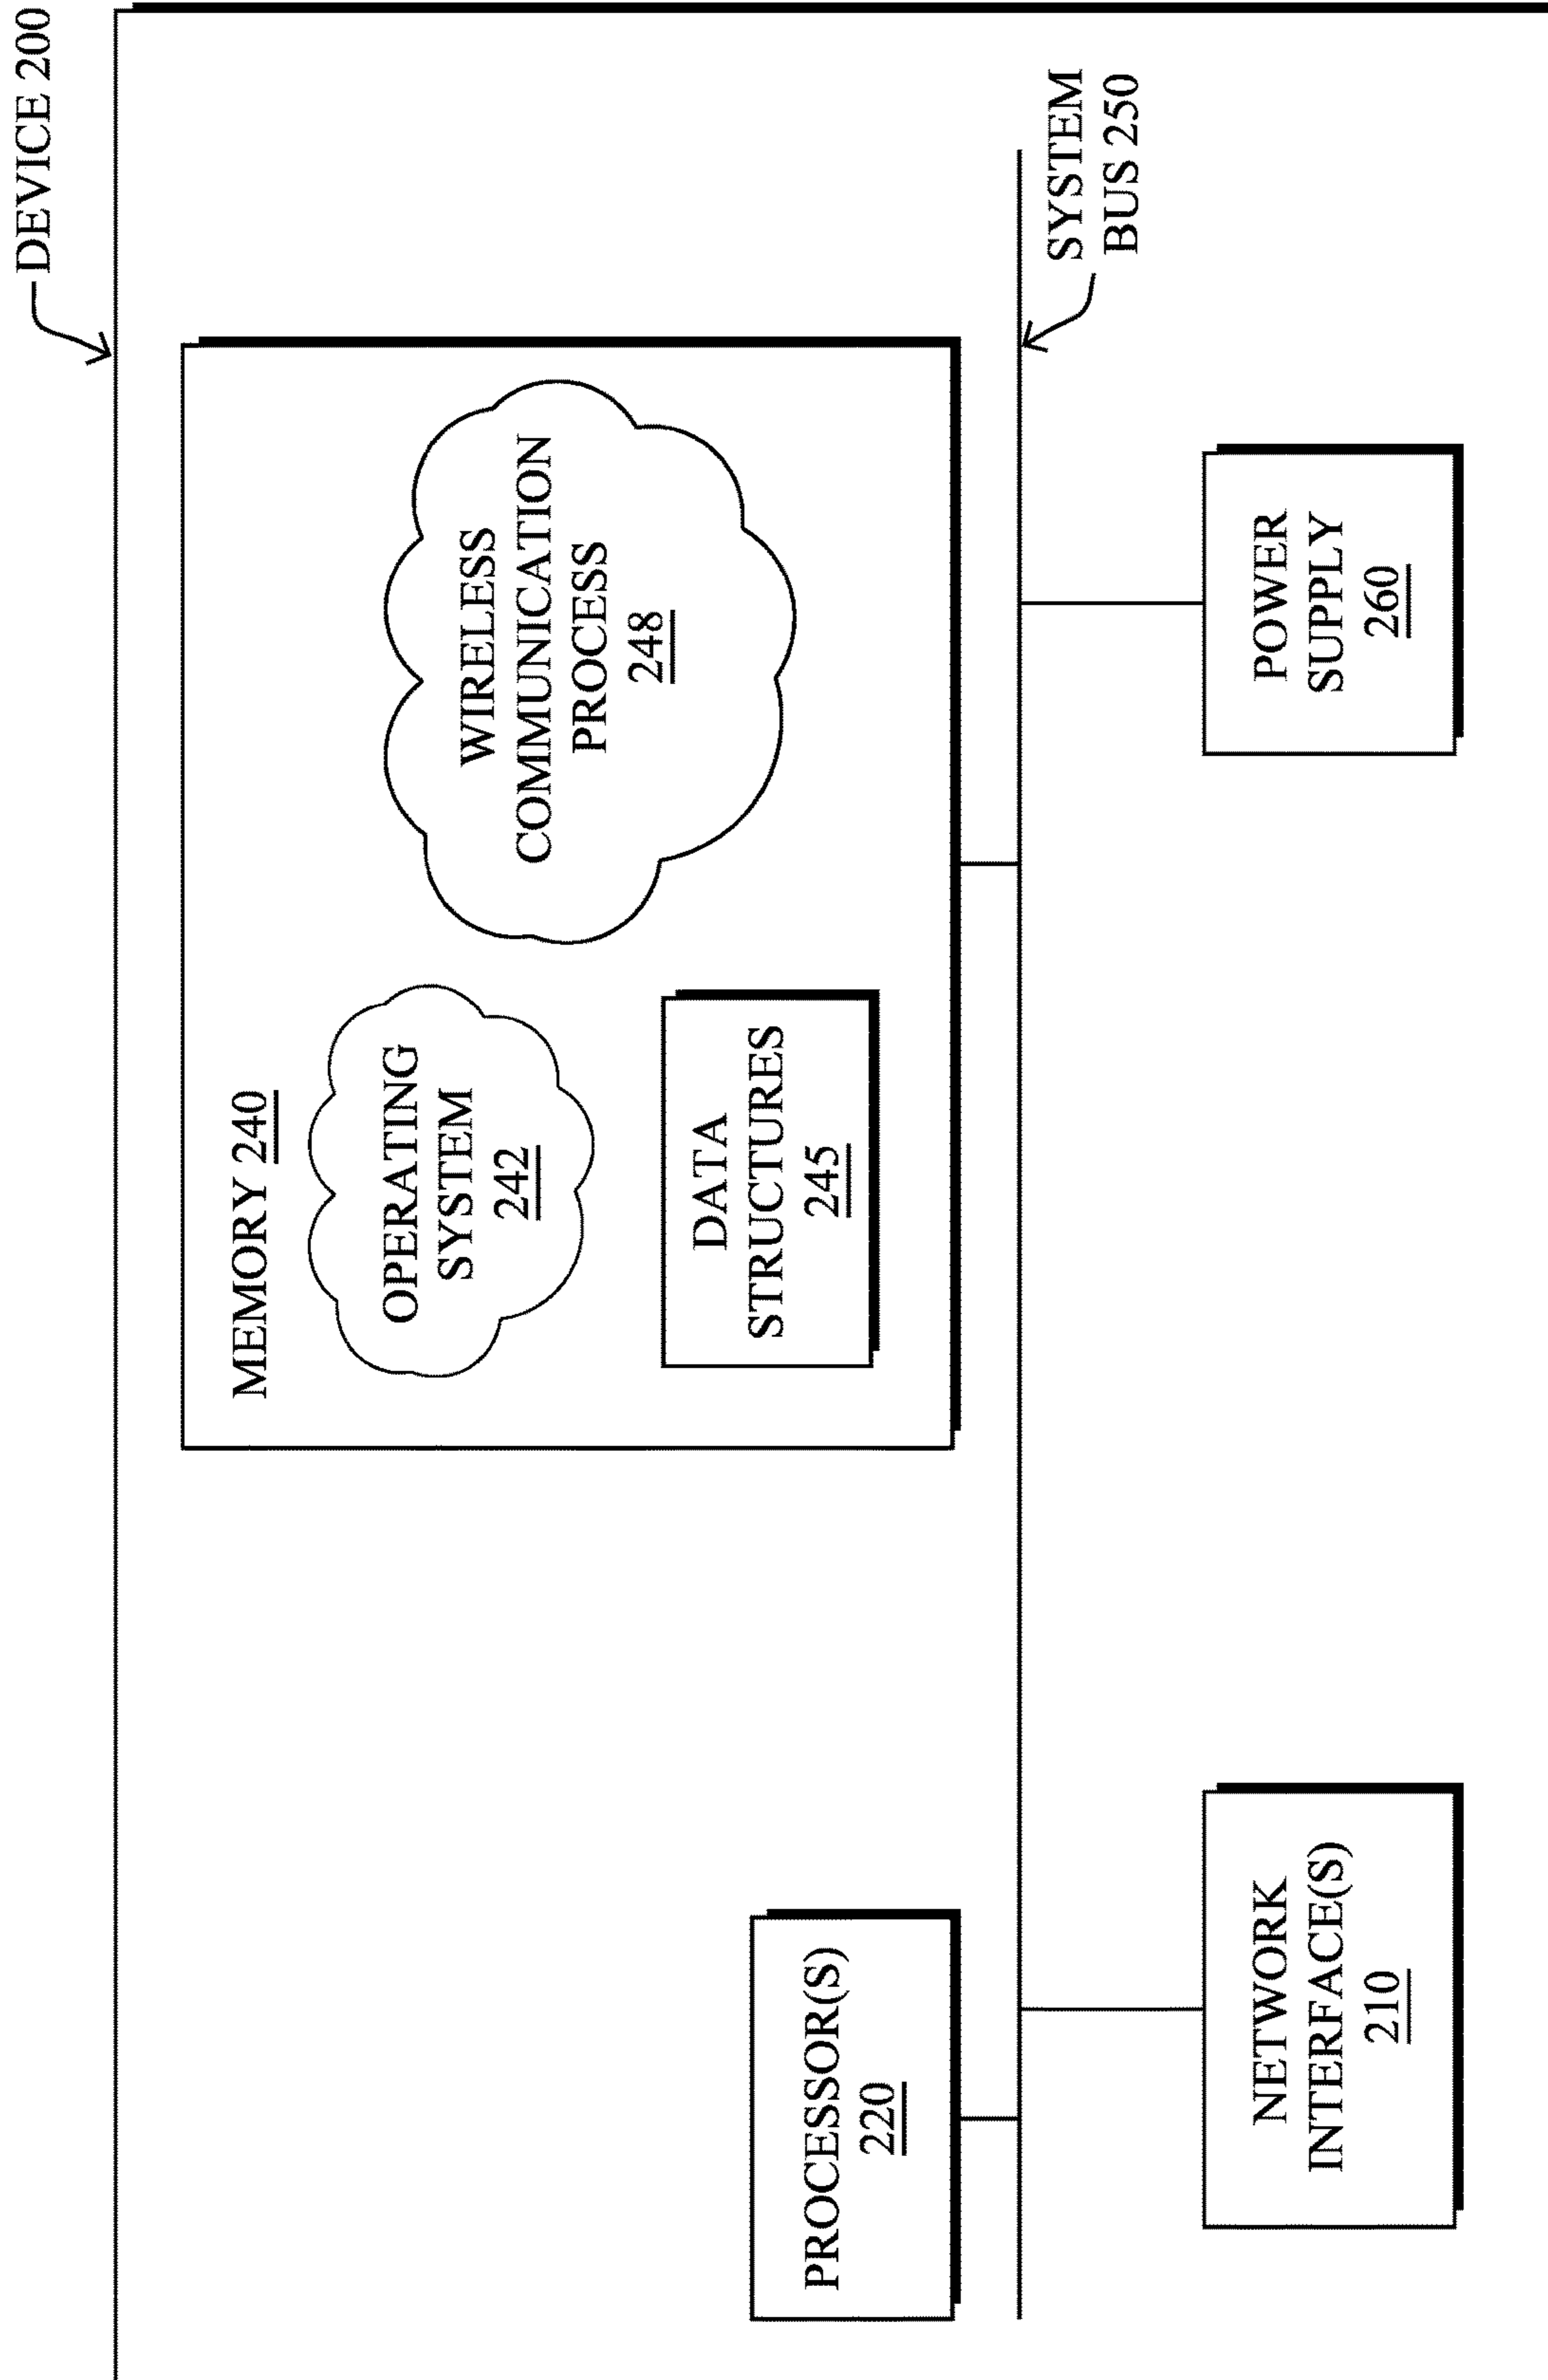 DEVICE 200
MEMORY 240
OPERATING
SYSTEM
242
WIRELESS
COMMUNICATION
PROCESS
248
DATA
STRUCTURES
245
PROCESSOR(S)
220
SYSTEM
BUS 250
NETWORK
INTERFACE(S)
210
POWER
SUPPLY
260